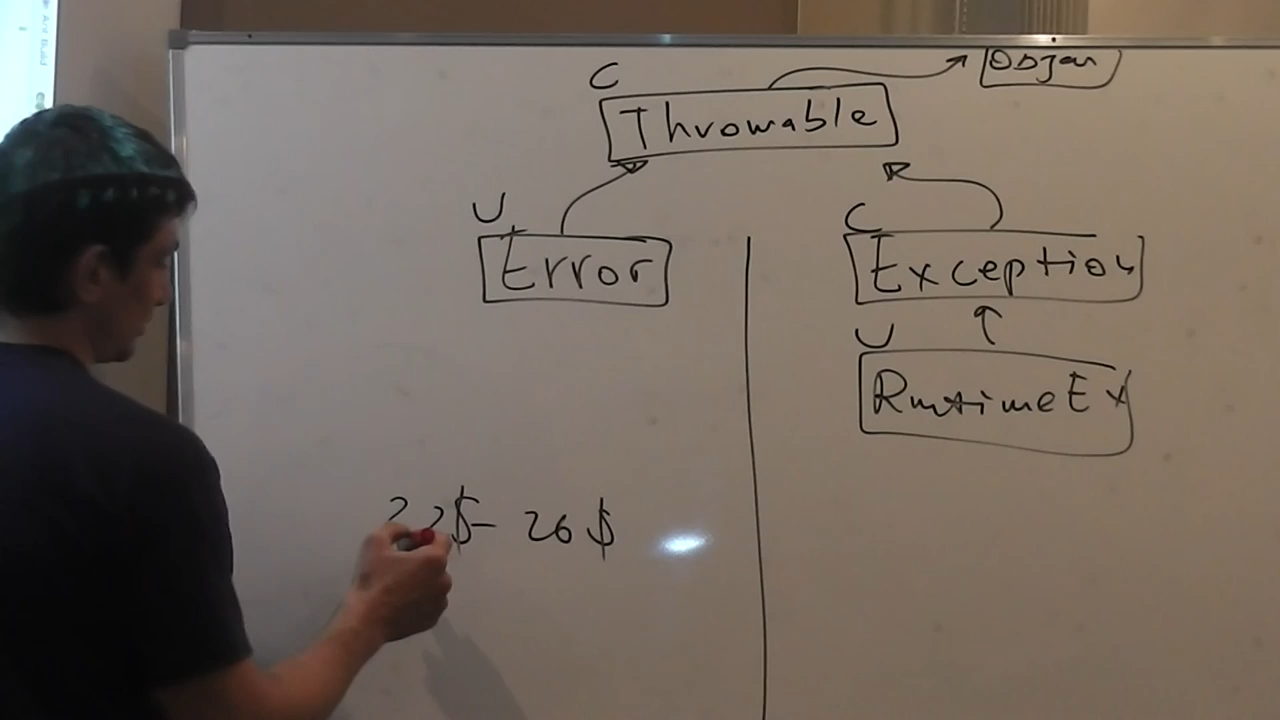 C
Throwable
U
Error
C
Exception
U
RuntimeEx
$ - 26 $